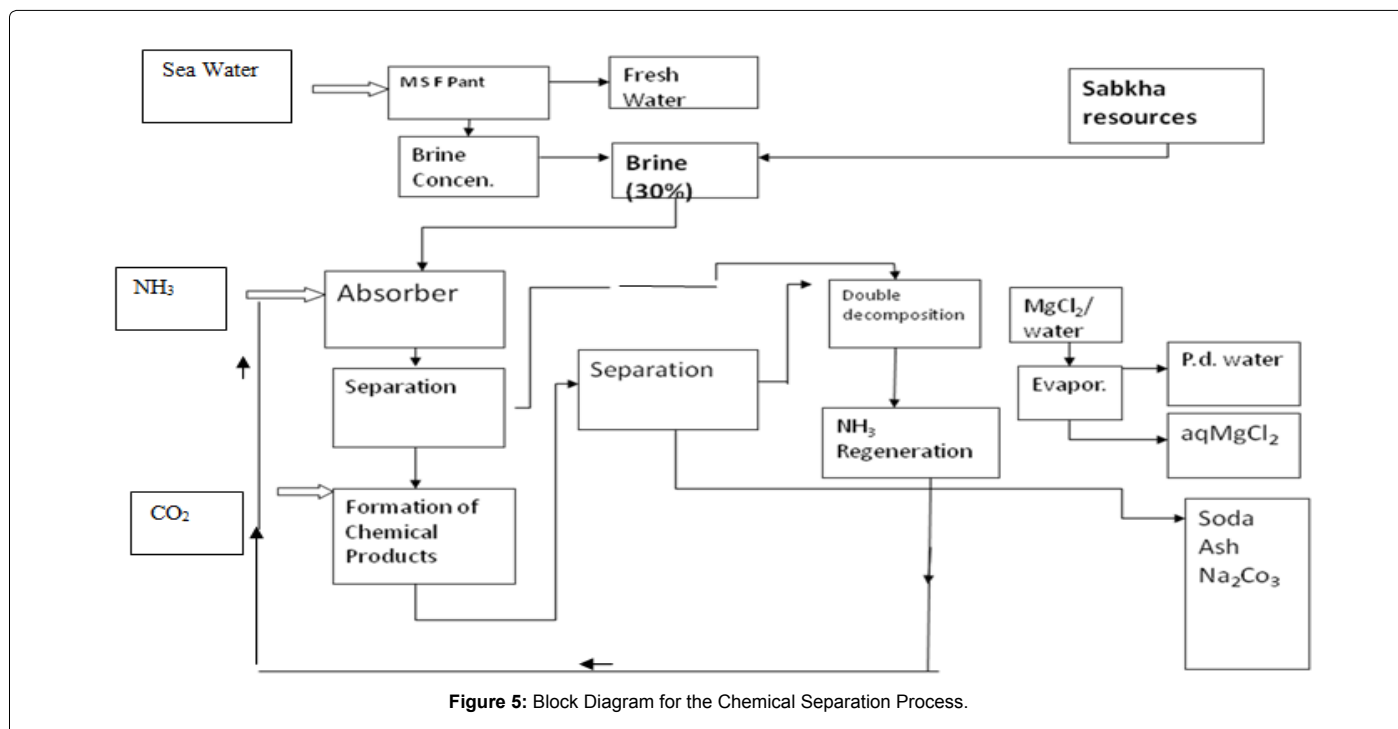 Sea Water
M S F Pant
Fresh
Water
Sabkha
resources
Brine
Concen.
Brine
(30%)
NH₃
Absorber
Double
decomposition
MgCl₂/
water
P.d. water
Separation
Separation
Evapor.
NH₃
Regeneration
aqMgCl₂
CO₂
Formation of
Chemical
Products
Soda
Ash
Na₂Co₃
Figure 5: Block Diagram for the Chemical Separation Process.